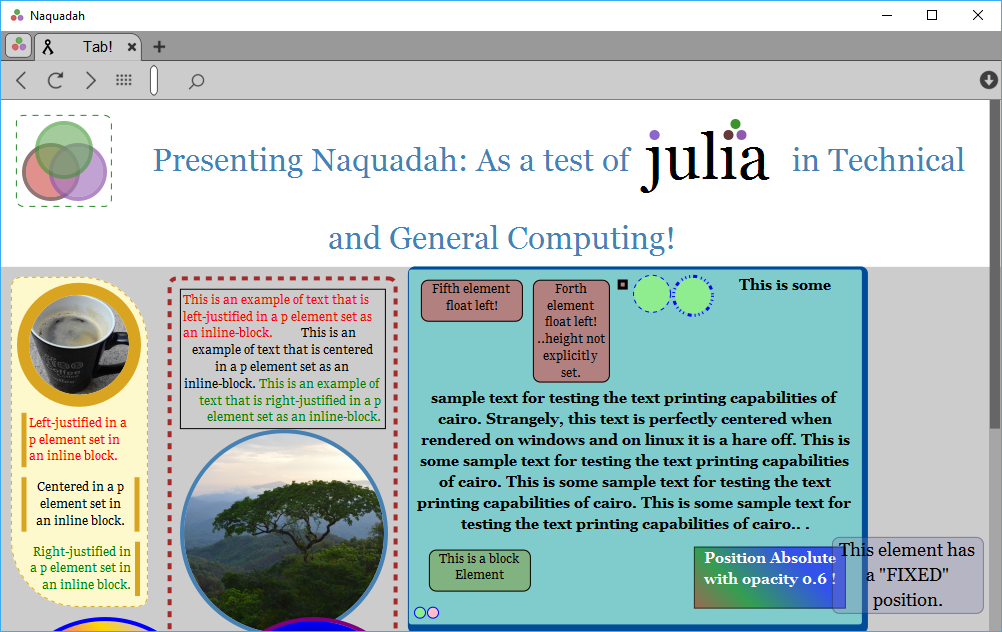 Naquadah
Tab!
Presenting Naquadah: As a test of julia in Technical
and General Computing!
Left-justified in a
p element set in
an inline block.
Centered in a p
element set in
an inline block.
Right-justified in
a p element set in
an inline block.
This is an example of text that is
left-justified in a p element set as
an inline-block. This is an
example of text that is centered
in a p element set as an
inline-block. This is an example of
text that is right-justified in a p
element set as an inline-block.
Fifth element
float left!
Forth
element
float left!
..height not
explicitly
set.
This is some
sample text for testing the text printing capabilities of
cairo. Strangely, this text is perfectly centered when
rendered on windows and on linux it is a hare off. This is
some sample text for testing the text printing capabilities
of cairo. This is some sample text for testing the text
printing capabilities of cairo. This is some sample text for
testing the text printing capabilities of cairo.. .
This is a block
Element
Position Absolute
with opacity 0.6 !
This element has
a "FIXED"
position.